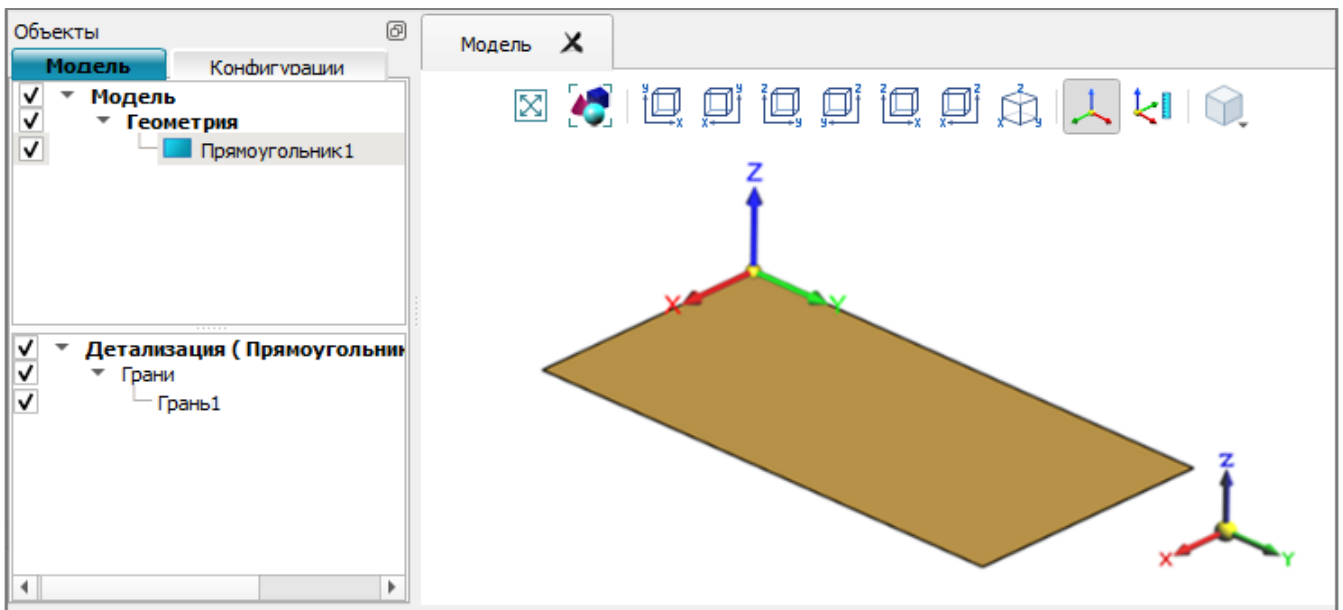 Объекты
Модель Конфигурации
Модель
Геометрия
Прямоугольник1
Детализация ( Прямоугольник
Грани
Грань1
Модель
y x y x z y z y z x z x z x y
Z
X Y
Z
X Y